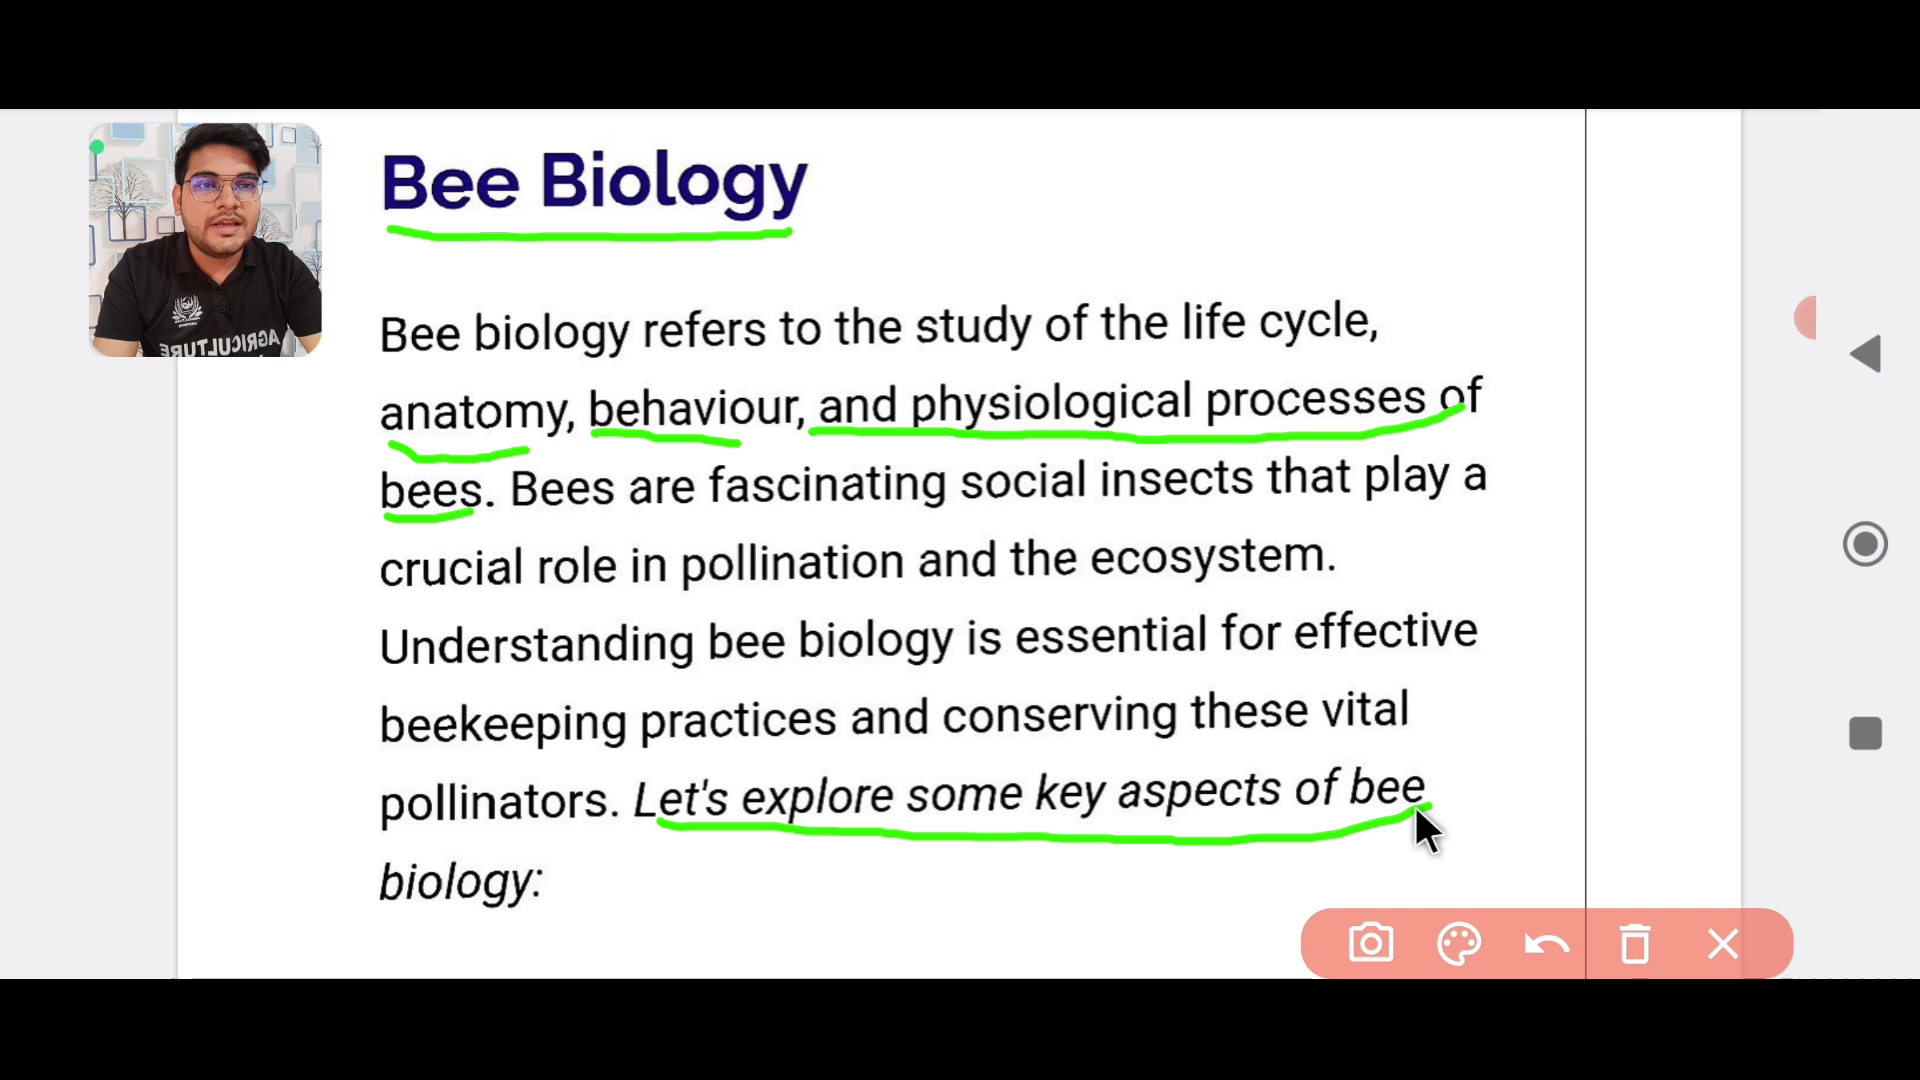 Bee Biology
AGRICULTURE
Bee biology refers to the study of the life cycle,
anatomy, behaviour, and physiological processes of
bees. Bees are fascinating social insects that play a
crucial role in pollination and the ecosystem.
Understanding bee biology is essential for effective
beekeeping practices and conserving these vital
pollinators. Let's explore some key aspects of bee
biology: